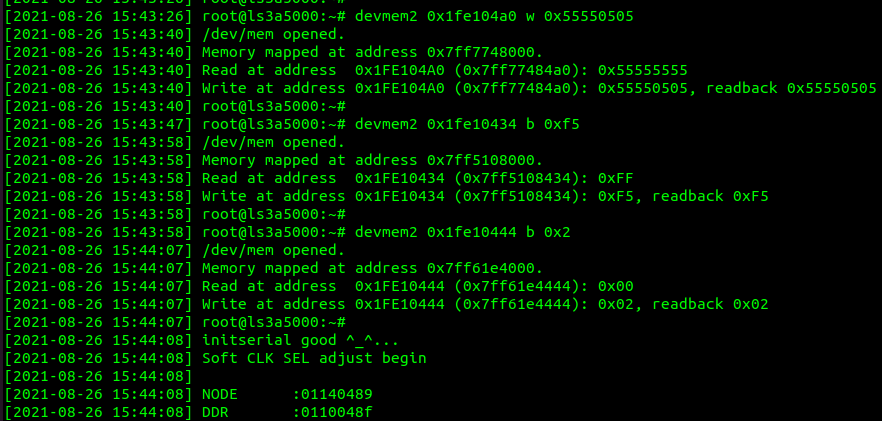 [2021-08-26 15:43:26] root@ls3a5000:~# devmem2 0x1fe104a0 w 0x55550505
[2021-08-26 15:43:40] /dev/mem opened.
[2021-08-26 15:43:40] Memory mapped at address 0x7ff7748000.
[2021-08-26 15:43:40] Read at address  0x1FE104A0 (0x7ff77484a0): 0x55555555
[2021-08-26 15:43:40] Write at address 0x1FE104A0 (0x7ff77484a0): 0x55550505, readback 0x55550505
[2021-08-26 15:43:40] root@ls3a5000:~#
[2021-08-26 15:43:47] root@ls3a5000:~# devmem2 0x1fe10434 b 0xf5
[2021-08-26 15:43:58] /dev/mem opened.
[2021-08-26 15:43:58] Memory mapped at address 0x7ff5108000.
[2021-08-26 15:43:58] Read at address  0x1FE10434 (0x7ff5108434): 0xFF
[2021-08-26 15:43:58] Write at address 0x1FE10434 (0x7ff5108434): 0xF5, readback 0xF5
[2021-08-26 15:43:58] root@ls3a5000:~#
[2021-08-26 15:43:58] root@ls3a5000:~# devmem2 0x1fe10444 b 0x2
[2021-08-26 15:44:07] /dev/mem opened.
[2021-08-26 15:44:07] Memory mapped at address 0x7ff61e4000.
[2021-08-26 15:44:07] Read at address  0x1FE10444 (0x7ff61e4444): 0x00
[2021-08-26 15:44:07] Write at address 0x1FE10444 (0x7ff61e4444): 0x02, readback 0x02
[2021-08-26 15:44:07] root@ls3a5000:~#
[2021-08-26 15:44:08] initserial good ^_^...
[2021-08-26 15:44:08] Soft CLK SEL adjust begin
[2021-08-26 15:44:08]
[2021-08-26 15:44:08] NODE      :01140489
[2021-08-26 15:44:08] DDR       :0110048f